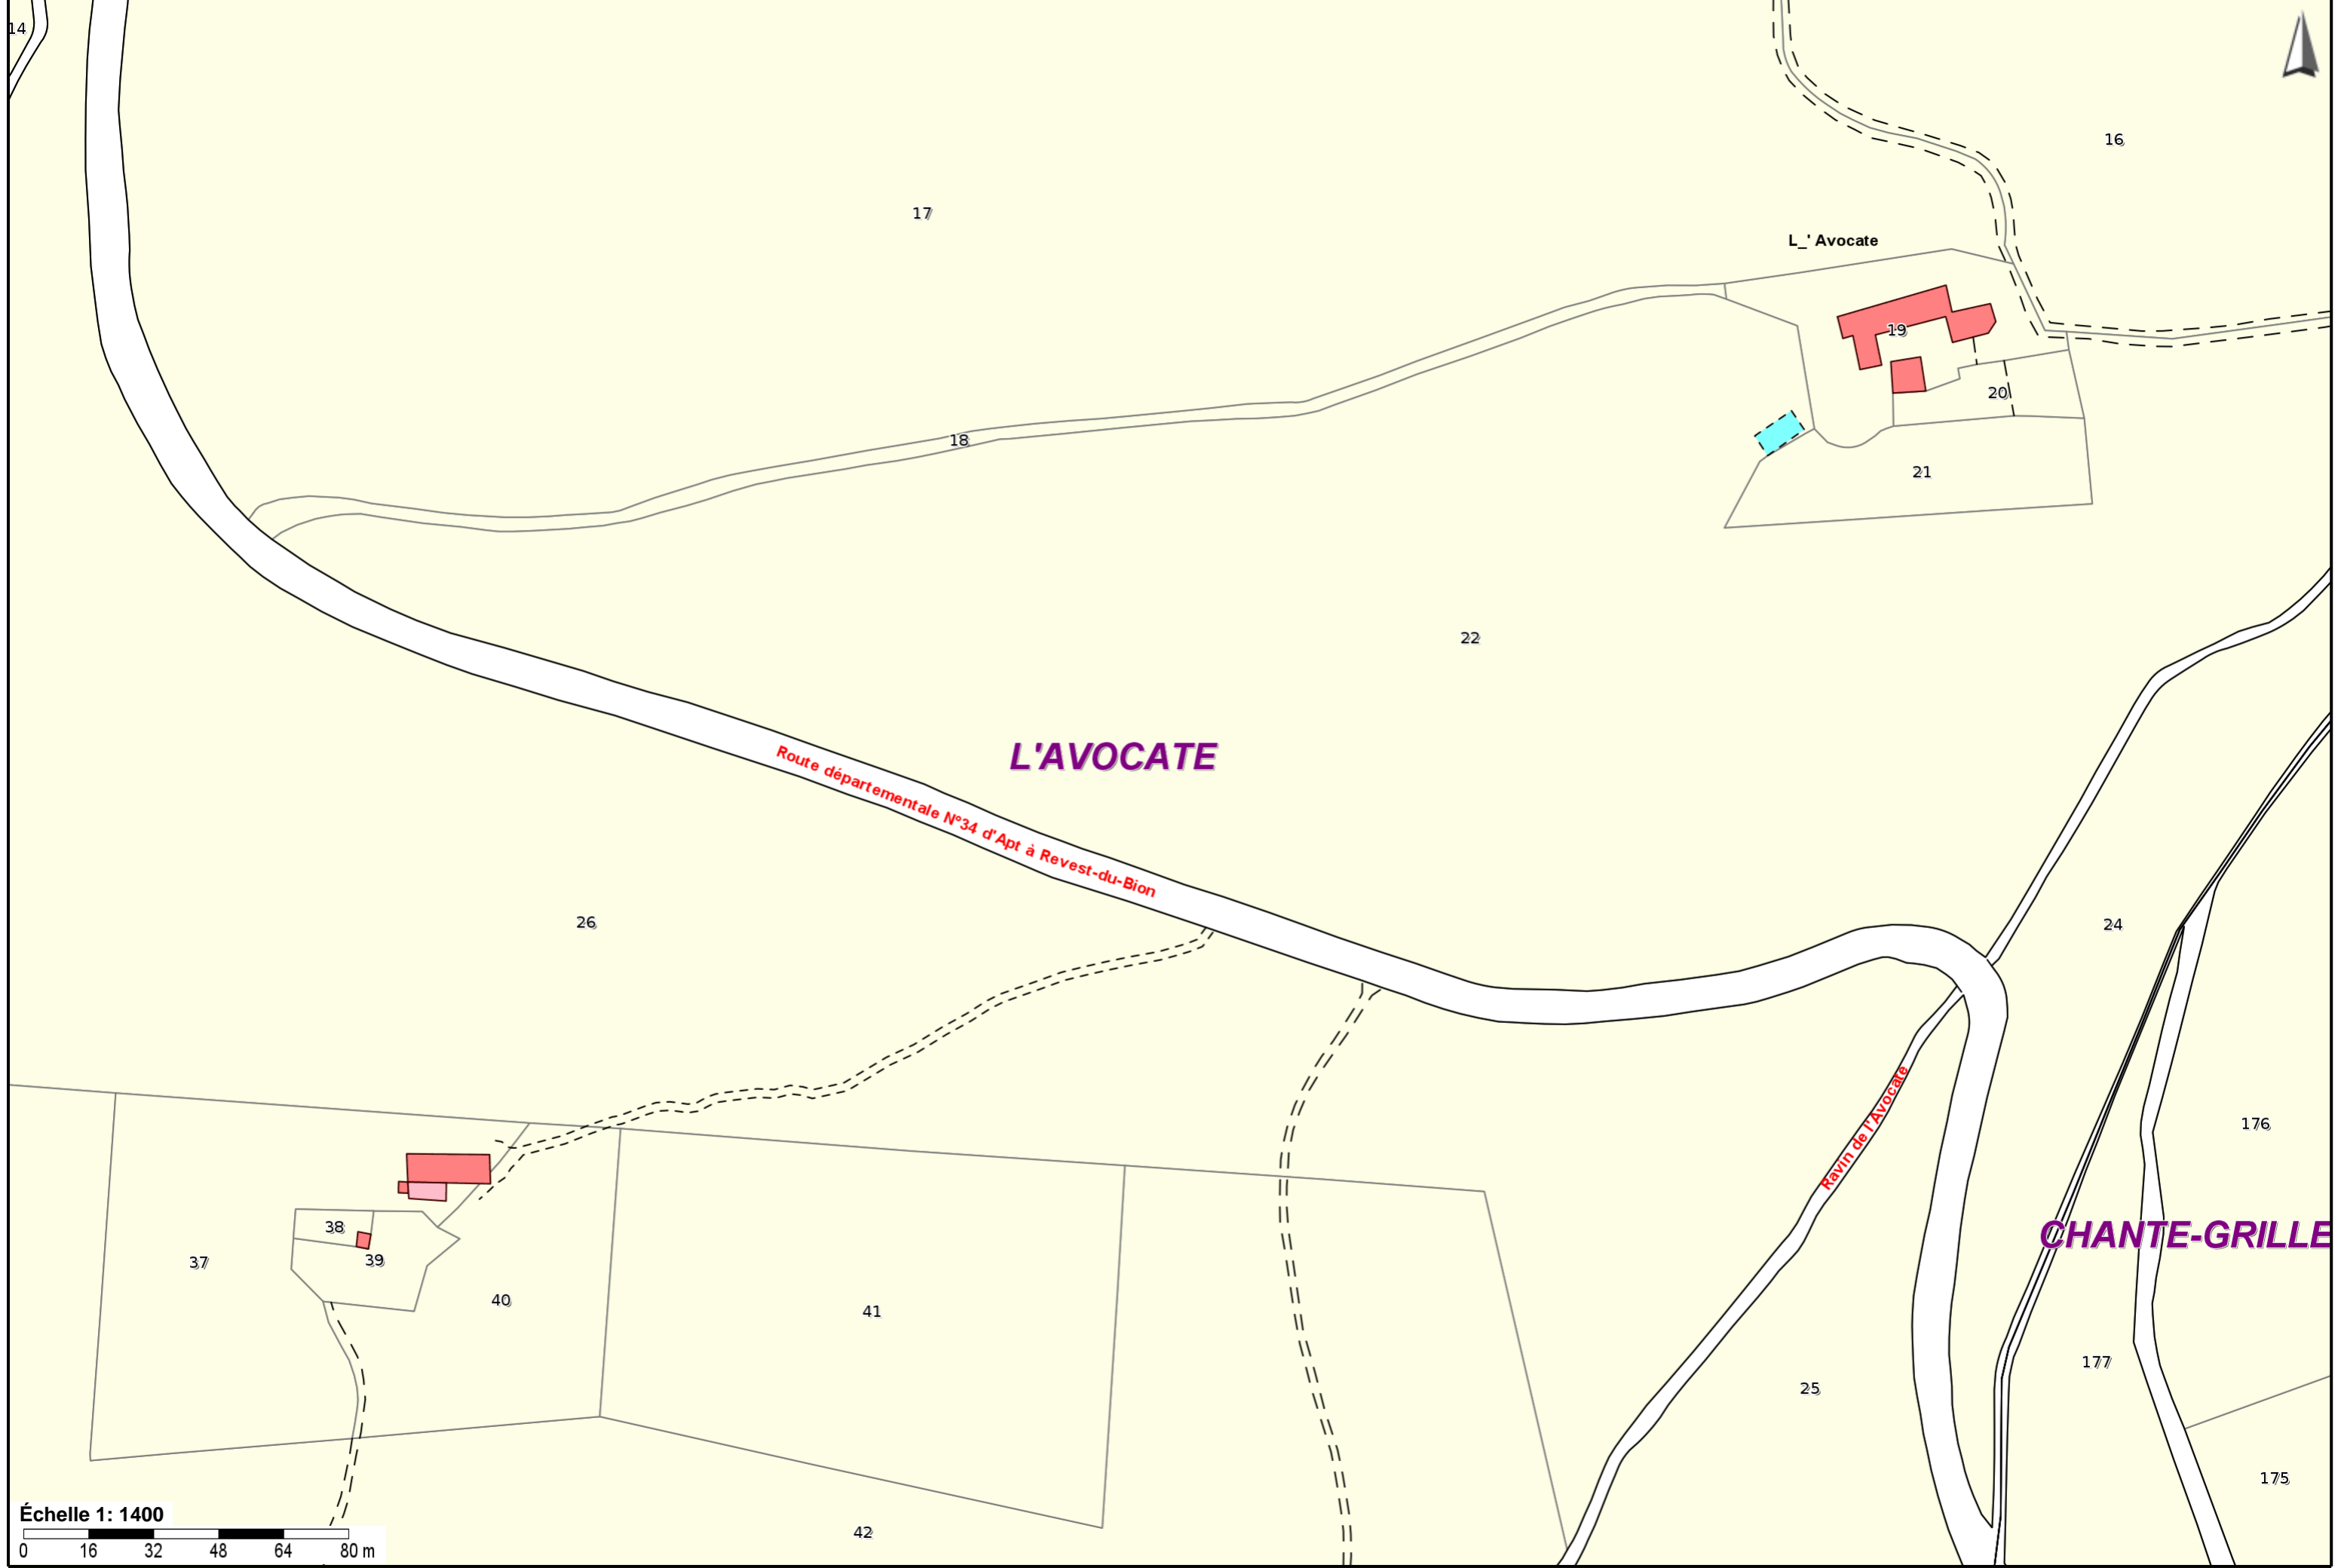 14
16
17
L_' Avocate
19
20
18
21
22
L'AVOCATE
Route départementale N°34 d'Apt à Revest-du-Bion
26
24
Ravin de l'Avocate
176
CHANTE-GRILLE
38
39
37
40
41
177
25
175
42
Échelle 1: 1400
0 16 32 48 64 80 m